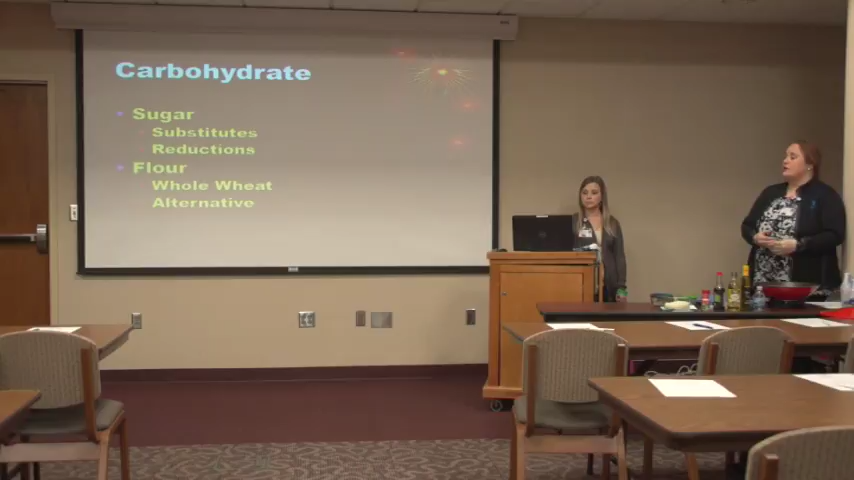 Carbohydrate
Sugar
Substitutes
Reductions
Flour
Whole Wheat
Alternative